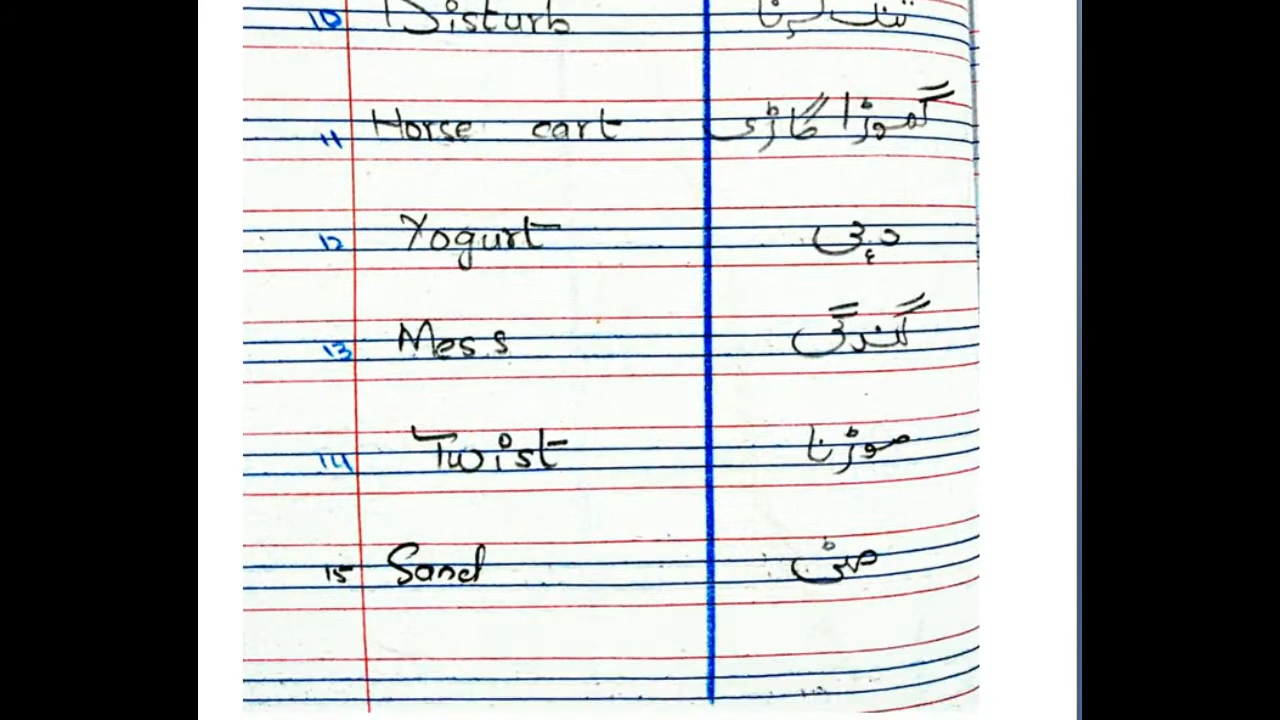 10 Disturb تنگ کرنا
11 Horse cart گھوڑا گاڑی
12 Yogurt دہی
13 Mess گندگی
14 Twist موڑنا
15 Sand مٹی